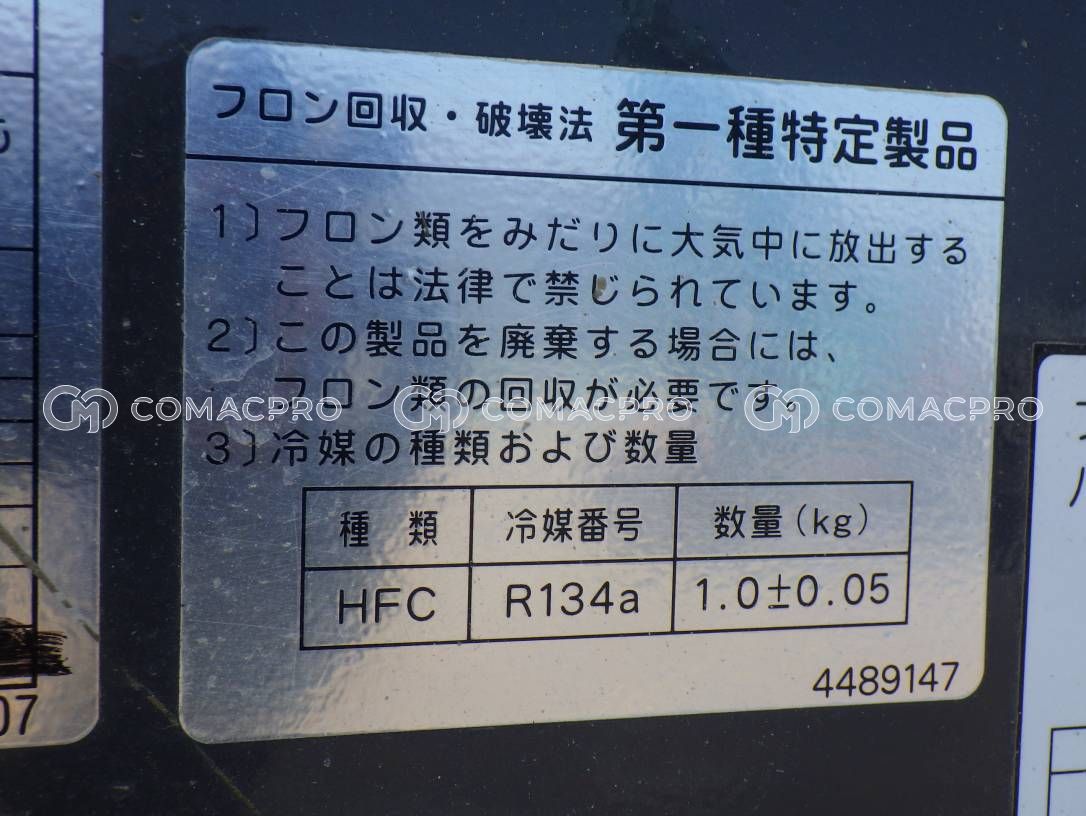 フロン回収・破壊法 第一種特定製品
1)フロン類をみだりに大気中に放出する
ことは法律で禁じられています。
2)この製品を廃棄する場合には、
フロン類の回収が必要です。
COMACPRO COMACPRO COMACPRO
3)冷媒の種類および数量
種類 冷媒番号 数量(kg)
HFC R134a 1.0±0.05
4489147
07